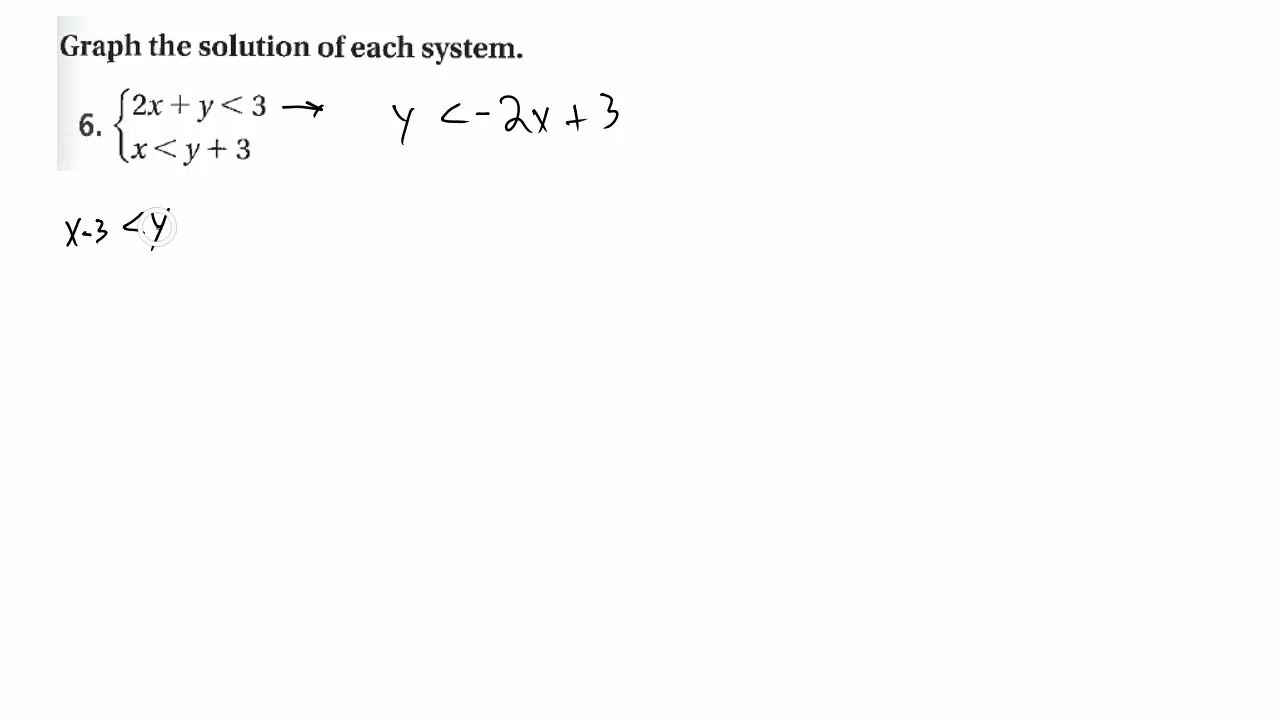 Graph the solution of each system.
6. { 2x + y < 3 → y < -2x + 3
x < y + 3
x-3 < y